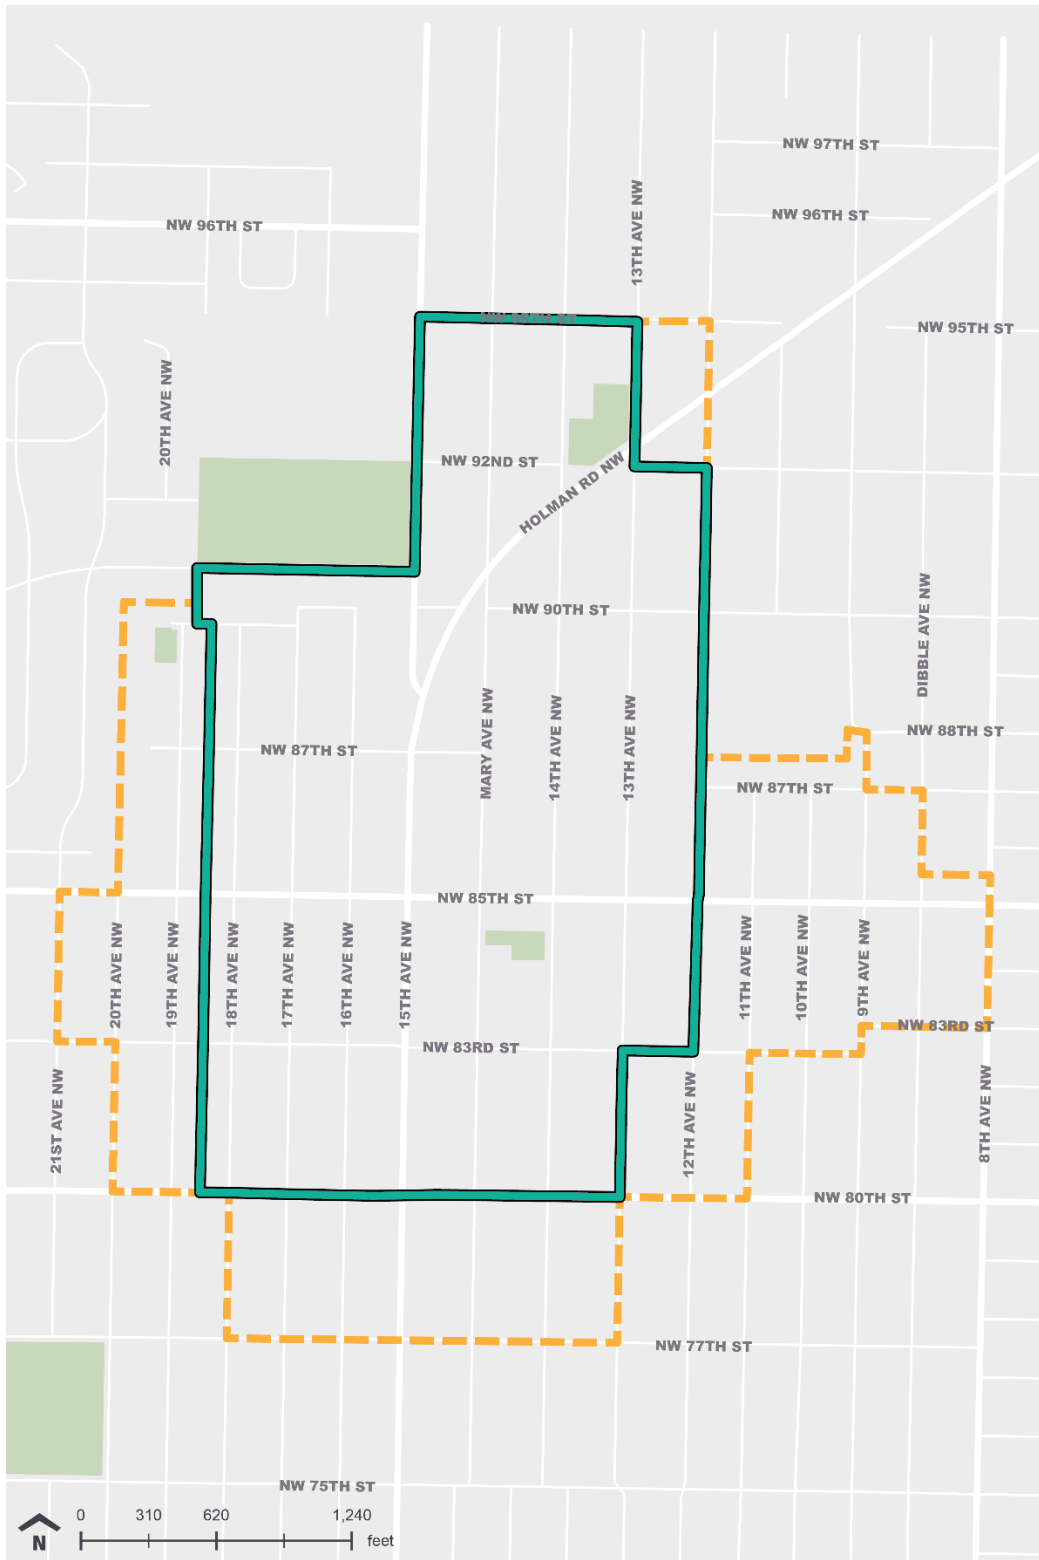 NW 97TH ST
NW 96TH ST
NW 96TH ST
13TH AVE NW
NW 95TH ST
20TH AVE NW
NW 92ND ST
HOLMAN RD NW
NW 90TH ST
DIBBLE AVE NW
MARY AVE NW
14TH AVE NW
13TH AVE NW
NW 88TH ST
NW 87TH ST
NW 87TH ST
NW 85TH ST
20TH AVE NW
19TH AVE NW
18TH AVE NW
17TH AVE NW
16TH AVE NW
15TH AVE NW
11TH AVE NW
10TH AVE NW
9TH AVE NW
NW 83RD ST
NW 83RD ST
21ST AVE NW
12TH AVE NW
8TH AVE NW
NW 80TH ST
NW 77TH ST
NW 75TH ST
N
0 310 620 1,240
feet